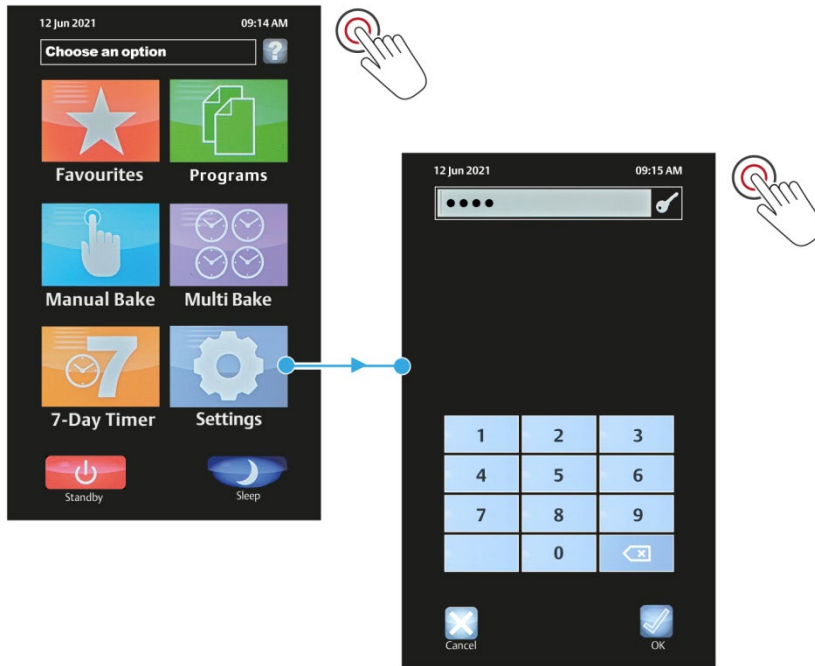 12 Jun 2021 09:14 AM
Choose an option ?
Favourites Programs
Manual Bake Multi Bake
7
7-Day Timer Settings
Standby Sleep
12 Jun 2021 09:15 AM
••••
1 2 3
4 5 6
7 8 9
0
Cancel OK